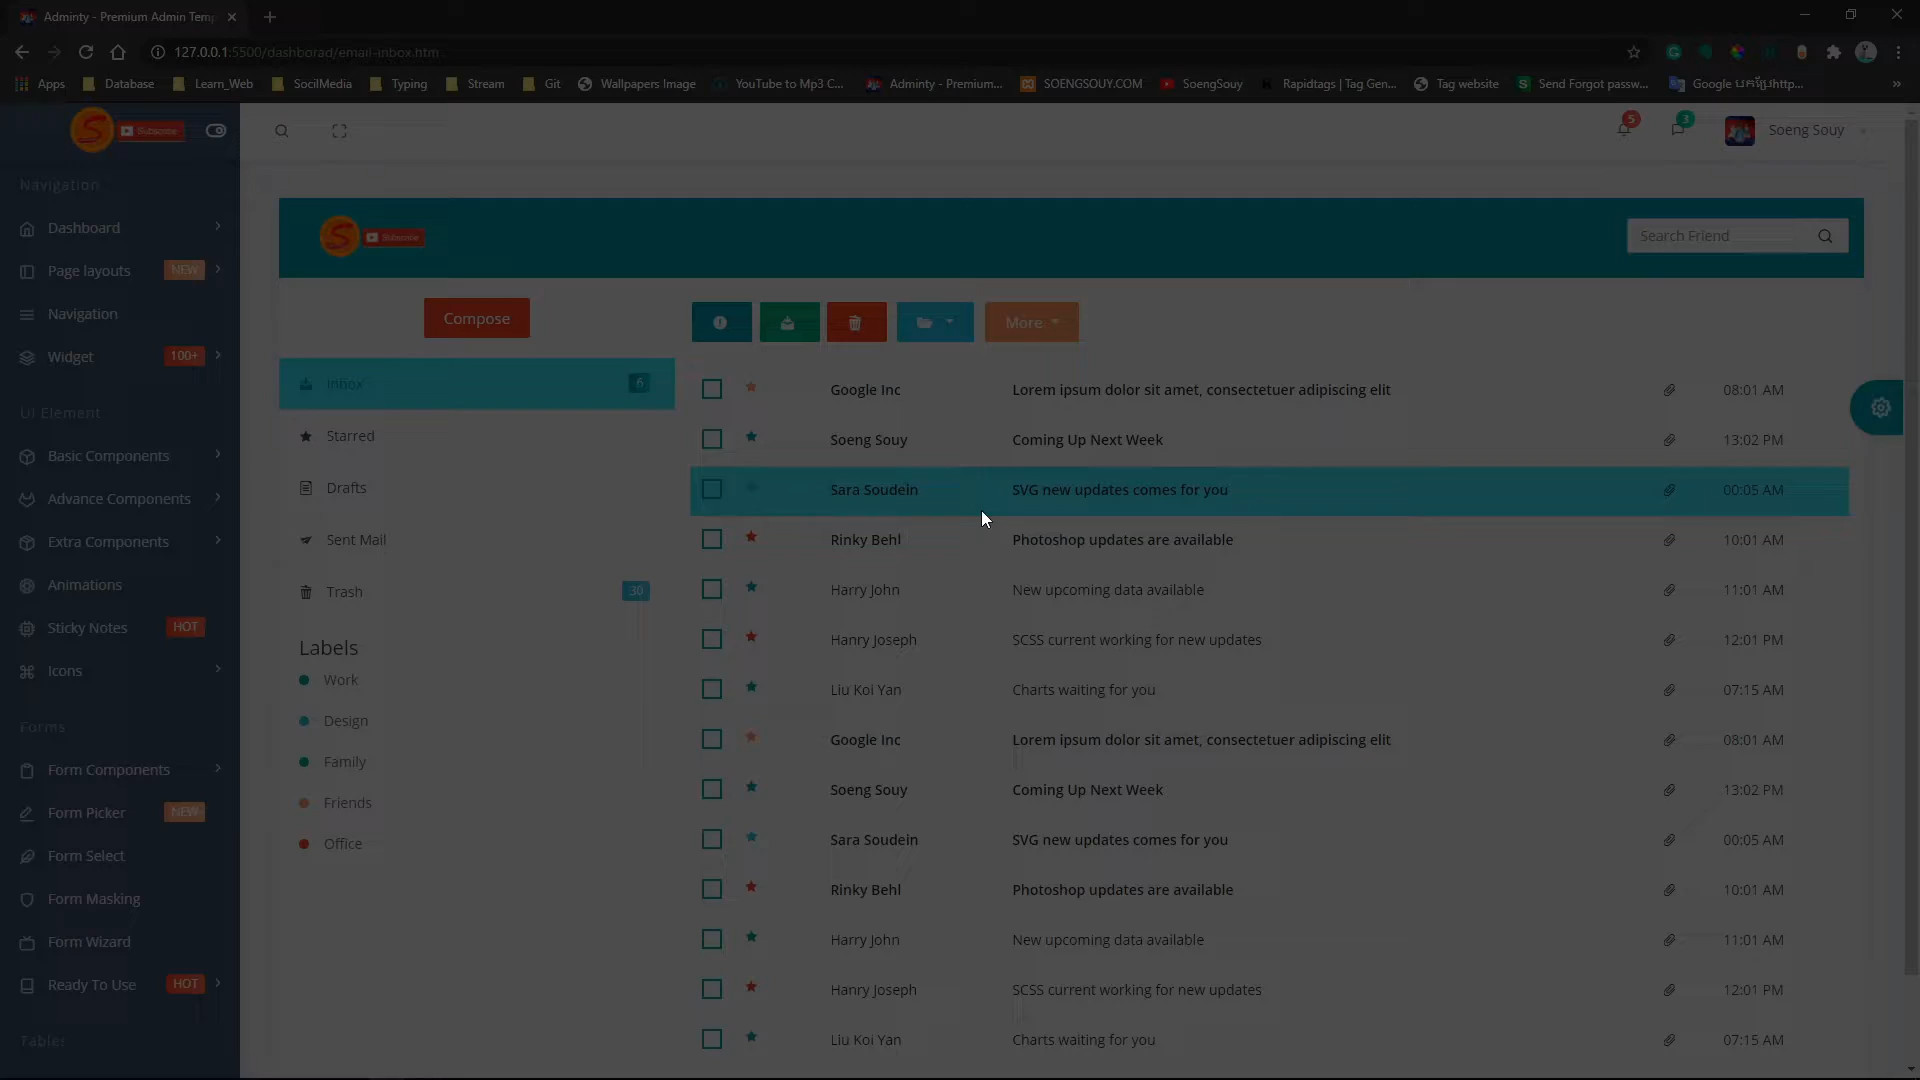 Adminty - Premium Admin Temp
127.0.0.1:5500/dashborad/email-inbox.htm
Apps Database Learn_Web SocilMedia Typing Stream Git Wallpapers Image YouTube to Mp3 C... Adminty - Premium... SOENGSOUY.COM SoengSouy Rapidtags | Tag Gen... Tag website Send Forgot passw... Google
S Subscribe
5 3 Soeng Souy
Navigation
Dashboard
Page layouts NEW
Navigation
Widget 100+
UI Element
Basic Components
Advance Components
Extra Components
Animations
Sticky Notes HOT
Icons
Forms
Form Components
Form Picker NEW
Form Select
Form Masking
Form Wizard
Ready To Use HOT
Tables
S Subscribe
Search Friend
Compose
More
Inbox 6
Starred
Drafts
Sent Mail
Trash 30
Labels
Work
Design
Family
Friends
Office
Google Inc Lorem ipsum dolor sit amet, consectetuer adipiscing elit 08:01 AM
Soeng Souy Coming Up Next Week 13:02 PM
Sara Soudein SVG new updates comes for you 00:05 AM
Rinky Behl Photoshop updates are available 10:01 AM
Harry John New upcoming data available 11:01 AM
Hanry Joseph SCSS current working for new updates 12:01 PM
Liu Koi Yan Charts waiting for you 07:15 AM
Google Inc Lorem ipsum dolor sit amet, consectetuer adipiscing elit 08:01 AM
Soeng Souy Coming Up Next Week 13:02 PM
Sara Soudein SVG new updates comes for you 00:05 AM
Rinky Behl Photoshop updates are available 10:01 AM
Harry John New upcoming data available 11:01 AM
Hanry Joseph SCSS current working for new updates 12:01 PM
Liu Koi Yan Charts waiting for you 07:15 AM